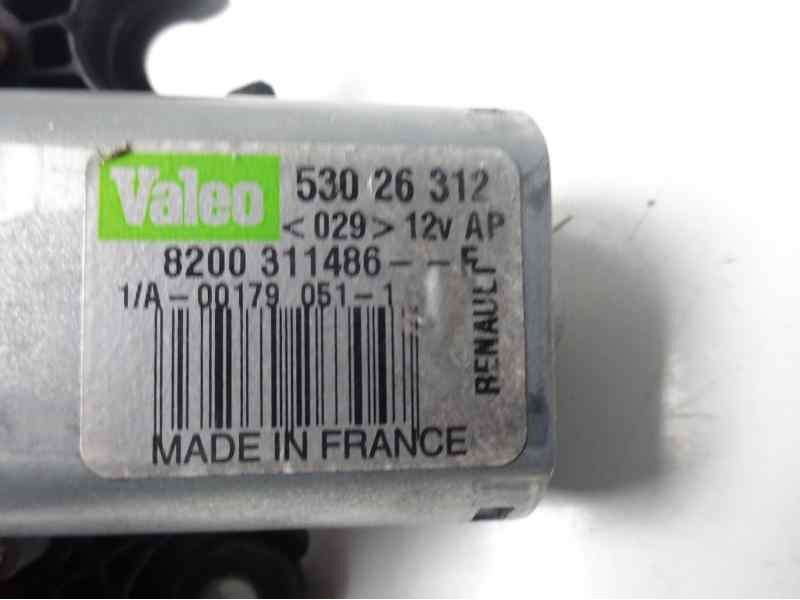 Valeo
530 26 312
<029> 12v AP
8200 311486--F
1/A-00179 051-1
RENAULT
MADE IN FRANCE